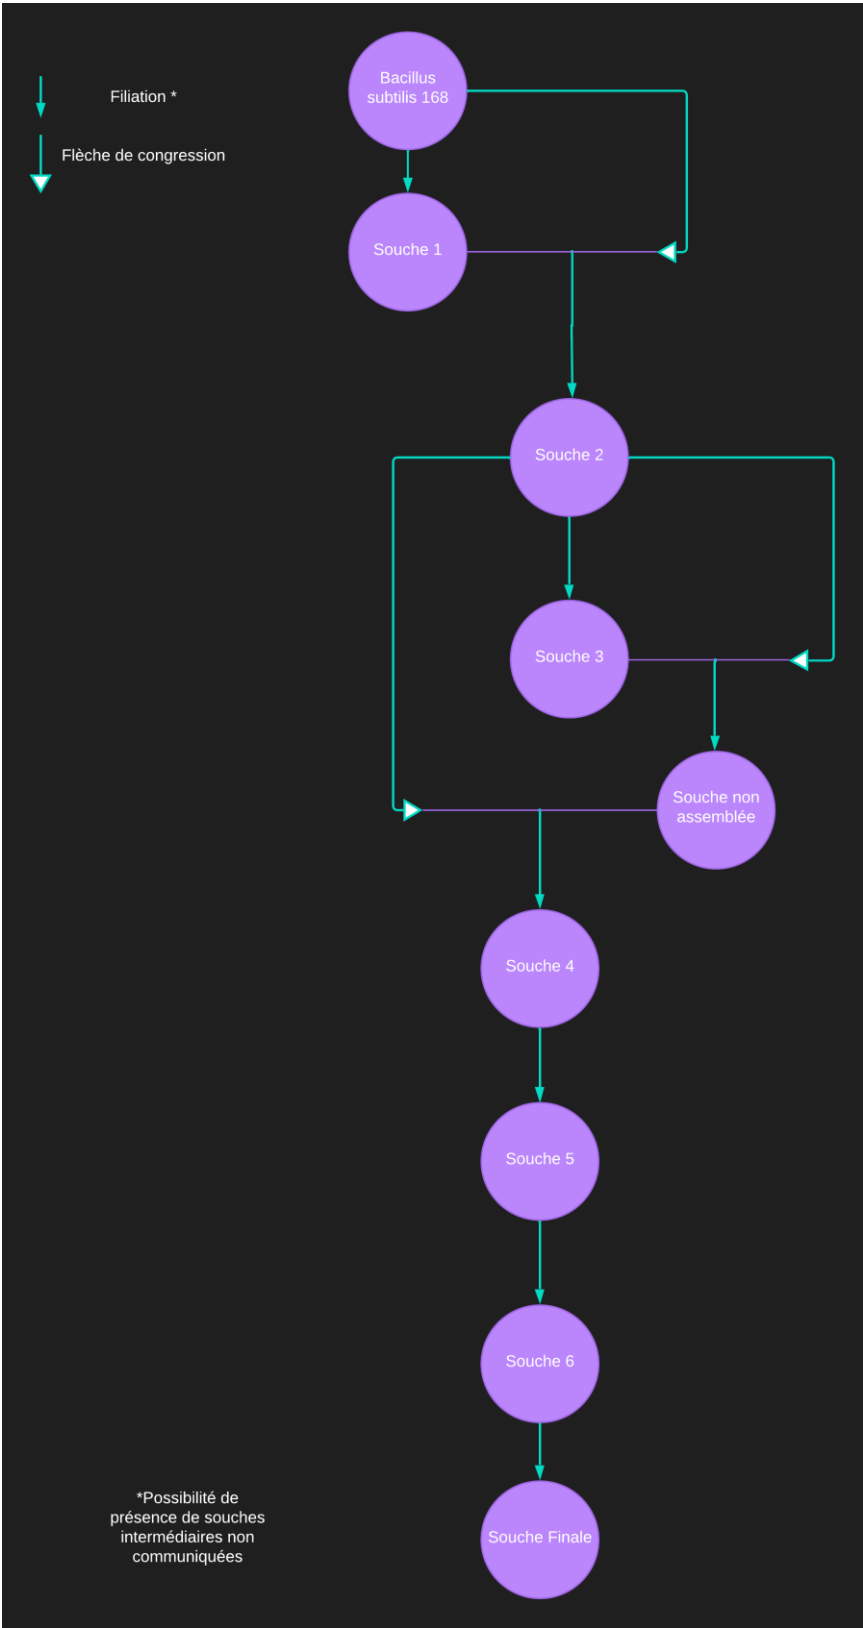 Bacillus
subtilis 168
Filiation *
Flèche de congression
Souche 1
Souche 2
Souche 3
Souche non
assemblée
Souche 4
Souche 5
Souche 6
*Possibilité de
présence de souches
intermédiaires non
communiquées
Souche Finale